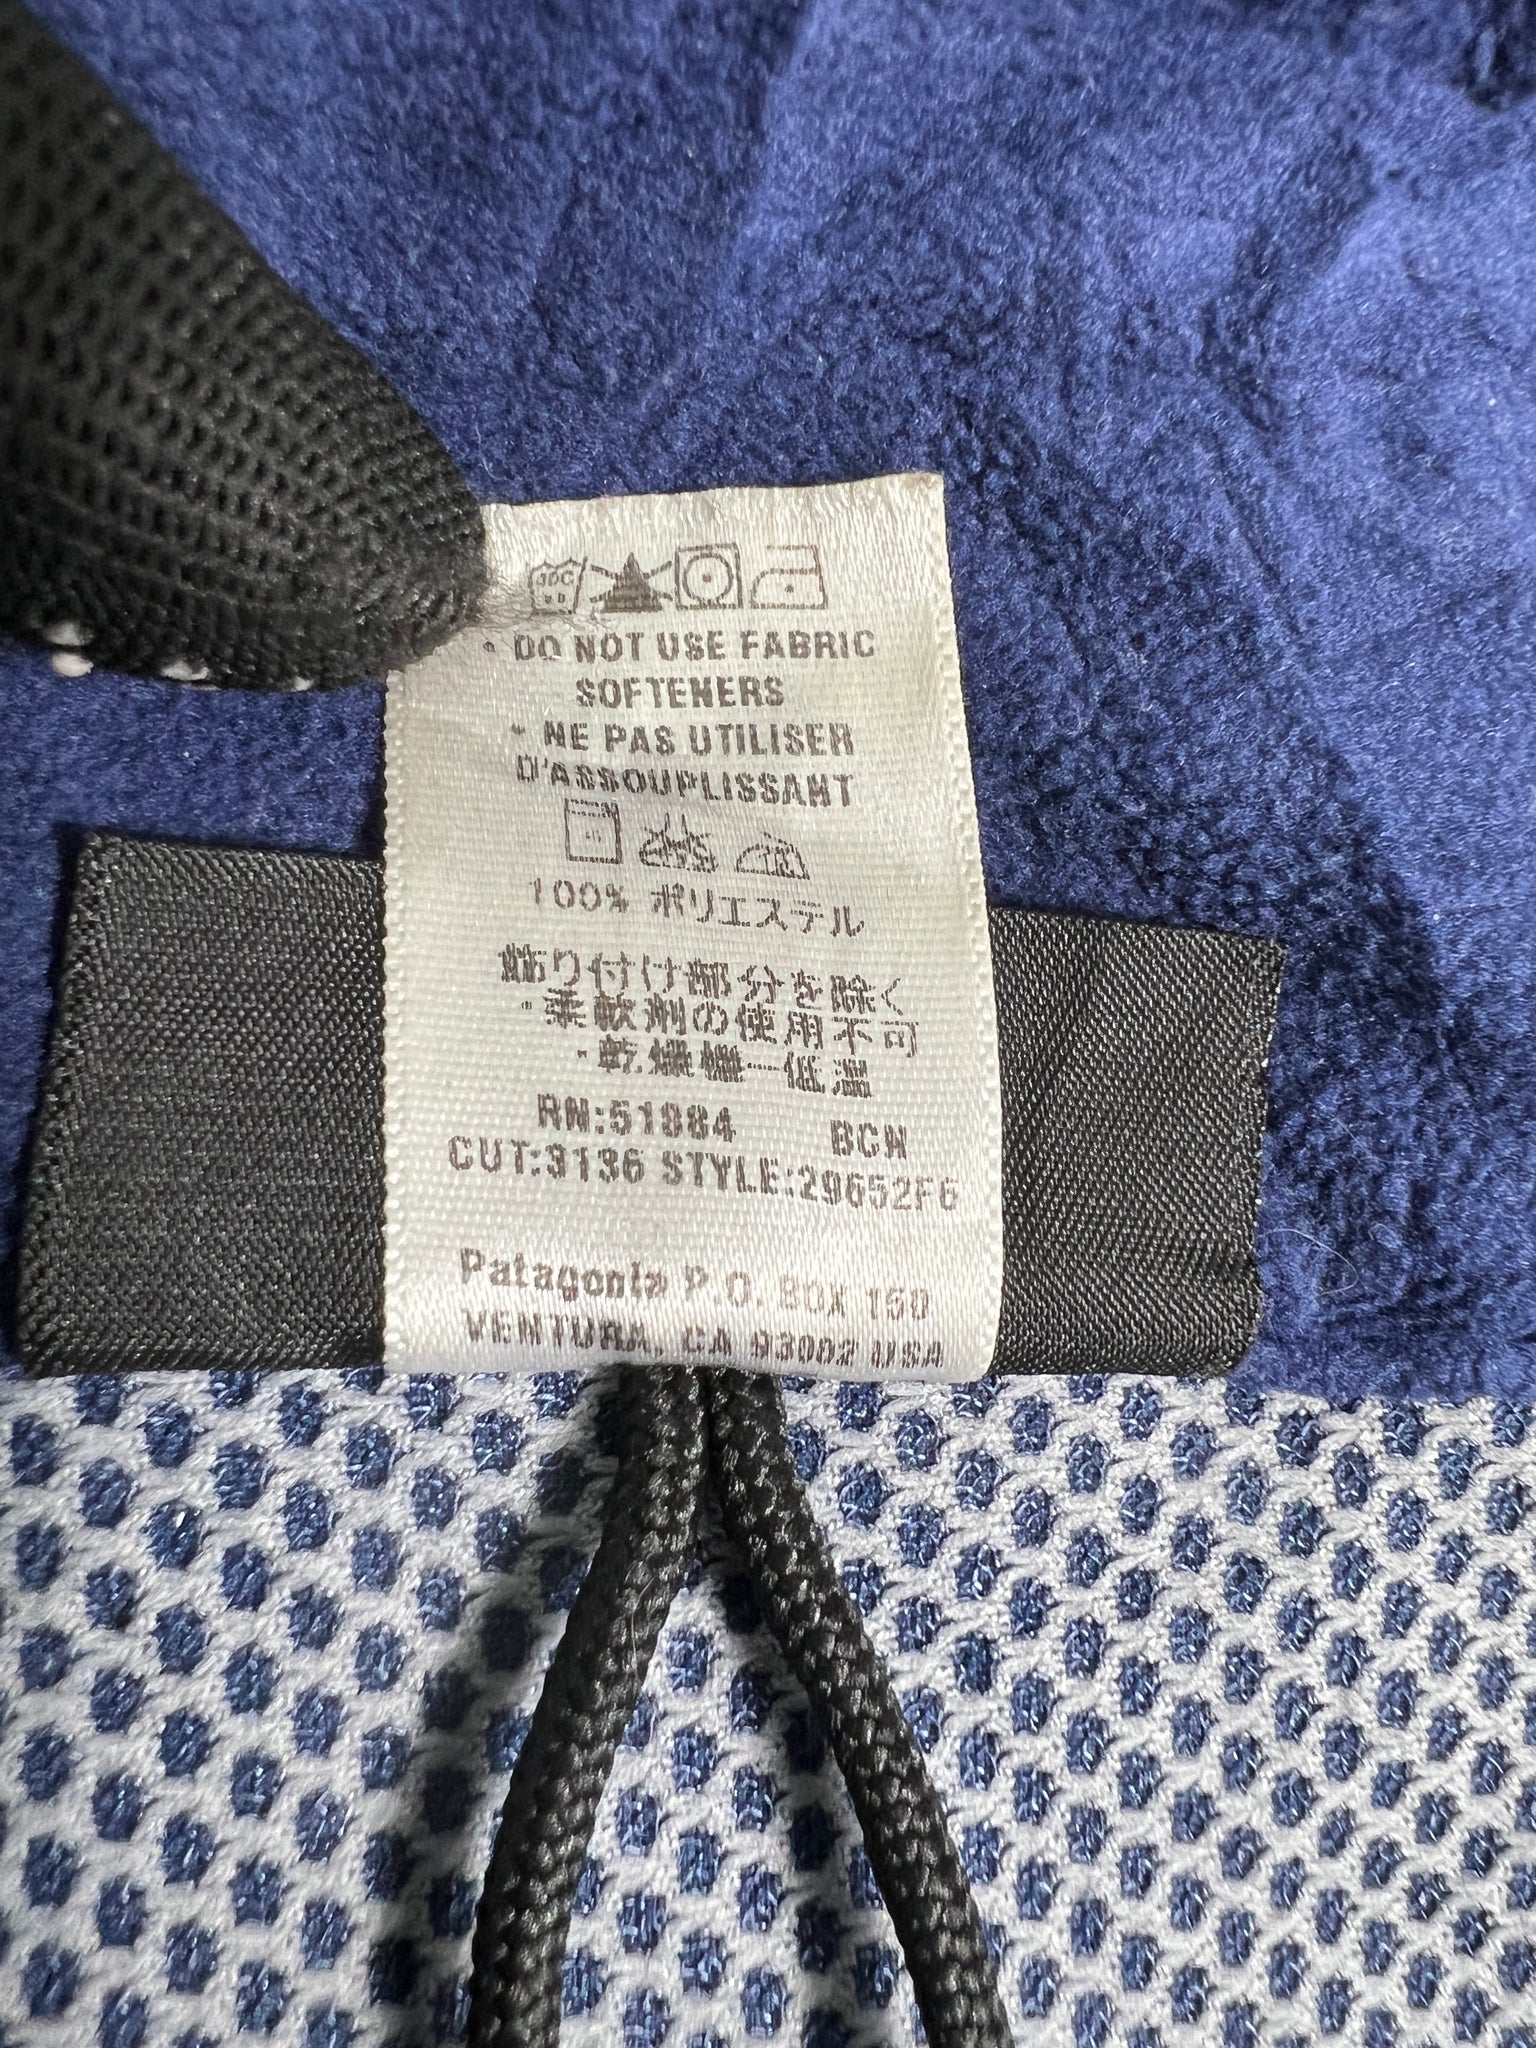 • DO NOT USE FABRIC
SOFTENERS
• NE PAS UTILISER
D'ASSOUPLISSANT
100% ポリエステル
貼り付け部分を除く
・柔軟剤の使用不可
・乾燥機一低温
RN:51884 BCN
CUT:3136 STYLE:29652F6
Patagonia P.O. BOX 150
VENTURA, CA 93002 USA